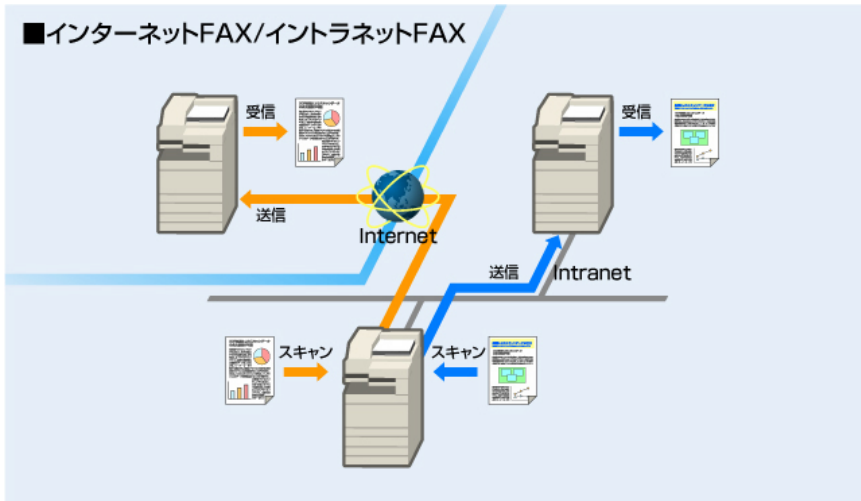 ■インターネットFAX/イントラネットFAX
受信
受信
送信
Internet
送信
Intranet
スキャン
スキャン